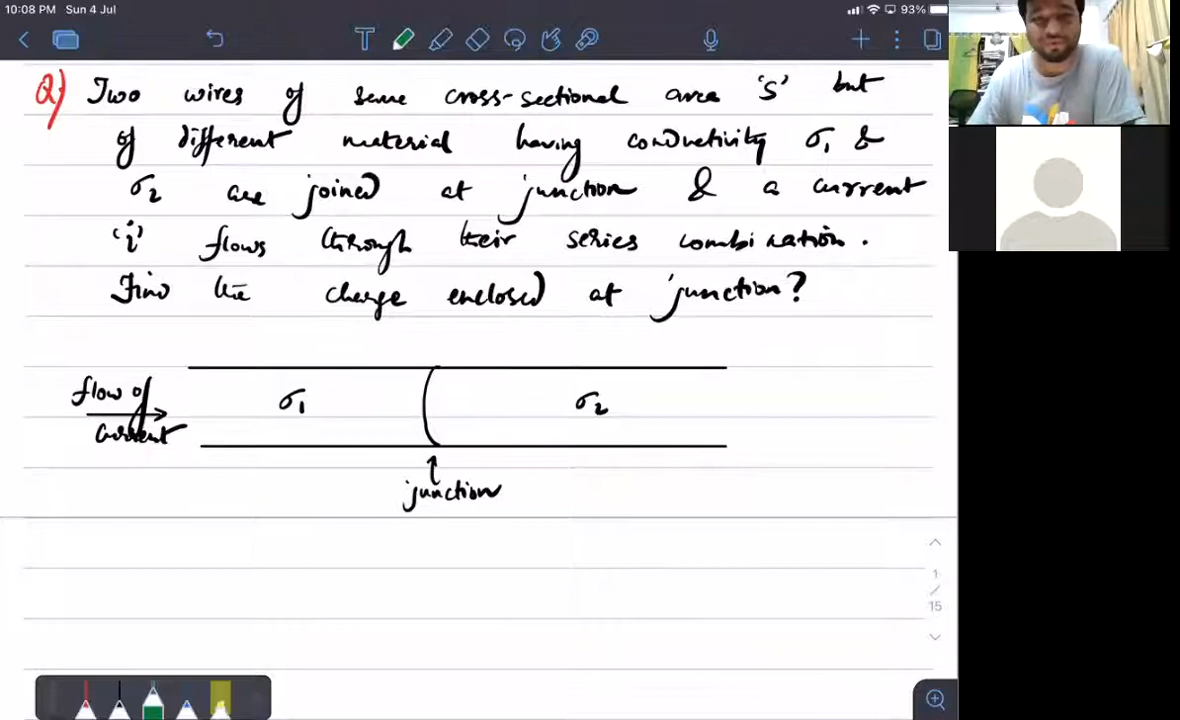 10:08 PM Sun 4 Jul
93%
Q) Two wires of same cross-sectional area 'S' but
of different material having conductivity σ1 &
σ2 are joined at junction & a current
'i' flows through their series combination.
Find the charge enclosed at junction?
flow of
current
σ1
σ2
junction
T
1
/
15